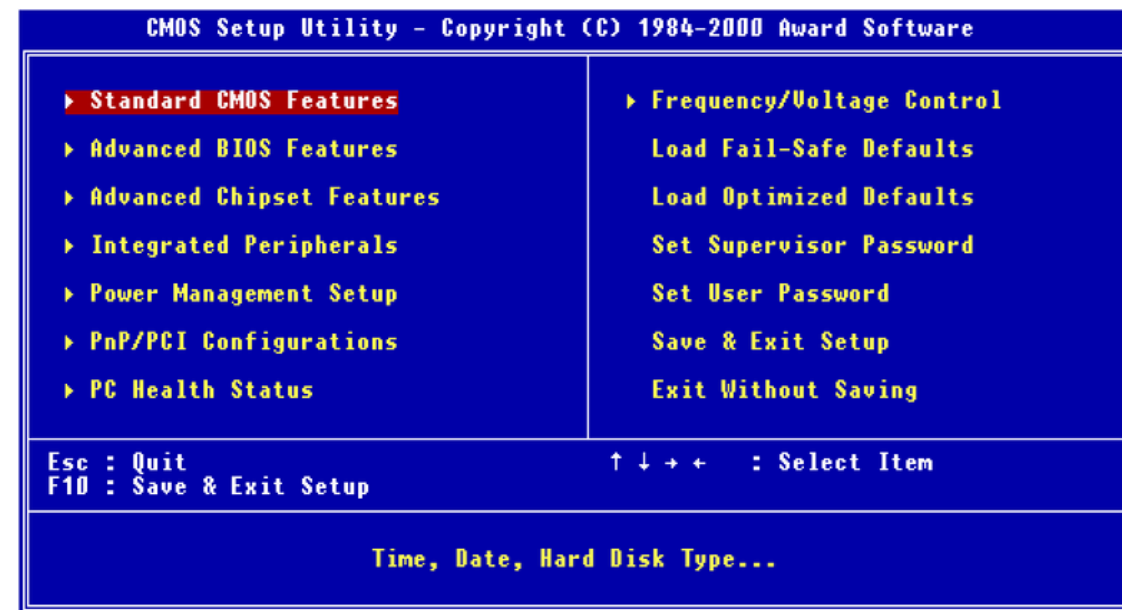 CMOS Setup Utility - Copyright (C) 1984-2000 Award Software
▸ Standard CMOS Features
▸ Advanced BIOS Features
▸ Advanced Chipset Features
▸ Integrated Peripherals
▸ Power Management Setup
▸ PnP/PCI Configurations
▸ PC Health Status
▸ Frequency/Voltage Control
Load Fail-Safe Defaults
Load Optimized Defaults
Set Supervisor Password
Set User Password
Save & Exit Setup
Exit Without Saving
Esc : Quit
F10 : Save & Exit Setup
↑ ↓ → ← : Select Item
Time, Date, Hard Disk Type...